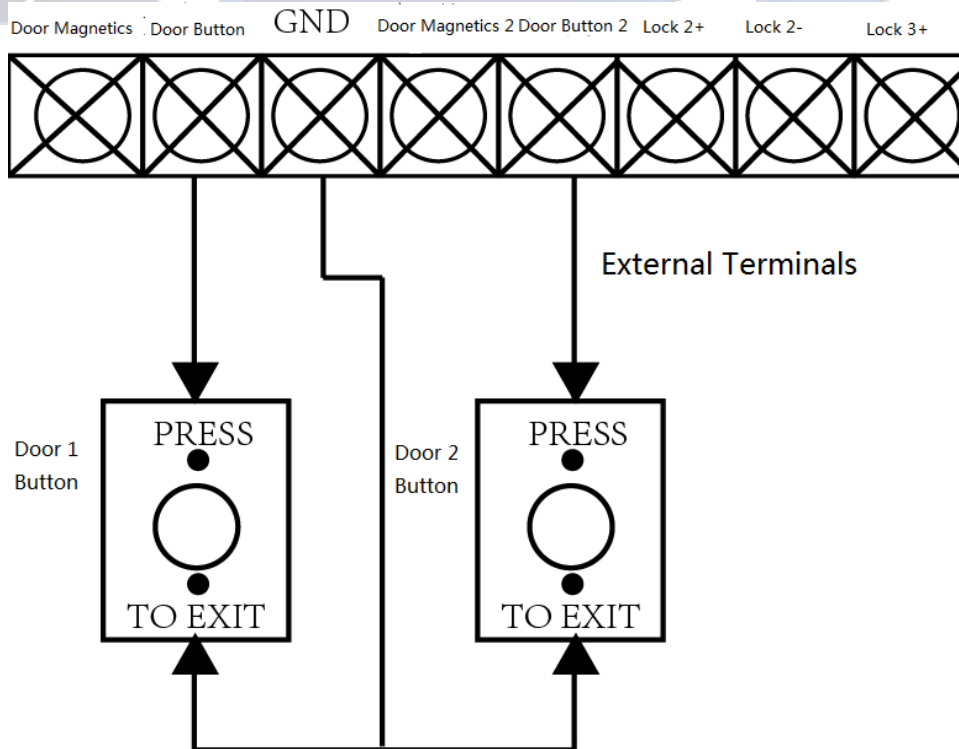 Door Magnetics Door Button GND Door Magnetics 2 Door Button 2 Lock 2+ Lock 2- Lock 3+
External Terminals
PRESS
PRESS
Door 1
Button
Door 2
Button
TO EXIT
TO EXIT